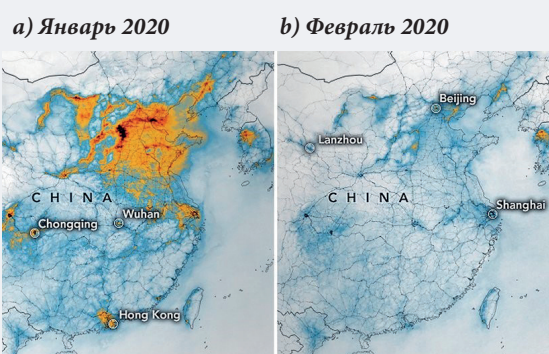 a) Январь 2020
b) Февраль 2020
CHINA
Chongqing
Wuhan
Hong Kong
Beijing
Lanzhou
CHINA
Shanghai